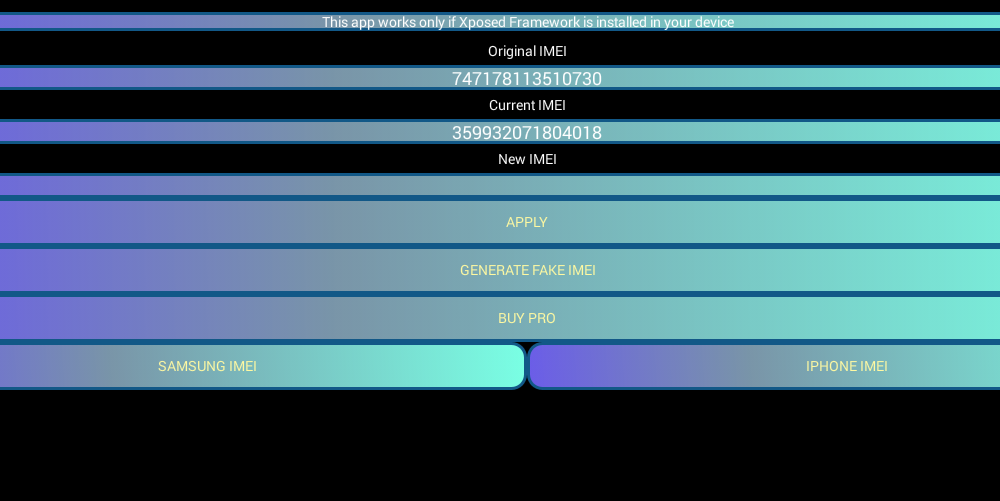 This app works only if Xposed Framework is installed in your device
Original IMEI
747178113510730
Current IMEI
359932071804018
New IMEI
APPLY
GENERATE FAKE IMEI
BUY PRO
SAMSUNG IMEI
IPHONE IMEI